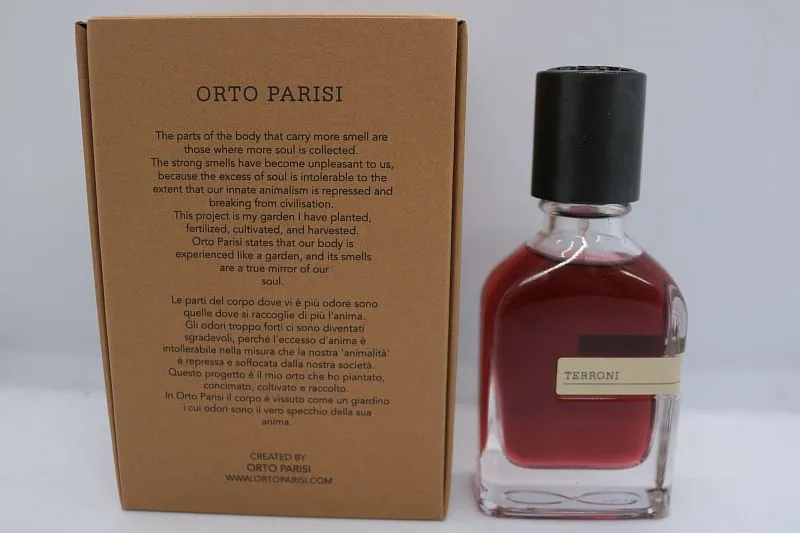 ORTO PARISI
The parts of the body that carry more smell are
those where more soul is collected.
The strong smells have become unpleasant to us,
because the excess of soul is intolerable to the
extent that our innate animalism is repressed and
breaking from civilisation.
This project is my garden I have planted,
fertilized, cultivated, and harvested.
Orto Parisi states that our body is
experienced like a garden, and its smells
are a true mirror of our
soul.
Le parti del corpo dove vi è più odore sono
quelle dove si raccoglie di più l'anima.
Gli odori troppo forti ci sono diventati
sgradevoli, perché l'eccesso d'anima è
intollerabile nella misura che la nostra 'animalità'
è repressa e soffocata dalla nostra società.
Questo progetto è il mio orto che ho piantato,
concimato, coltivato e raccolto.
In Orto Parisi il corpo è vissuto come un giardino
i cui odori sono il vero specchio della sua
anima.
CREATED BY
ORTO PARISI
WWW.ORTOPARISI.COM
TERRONI